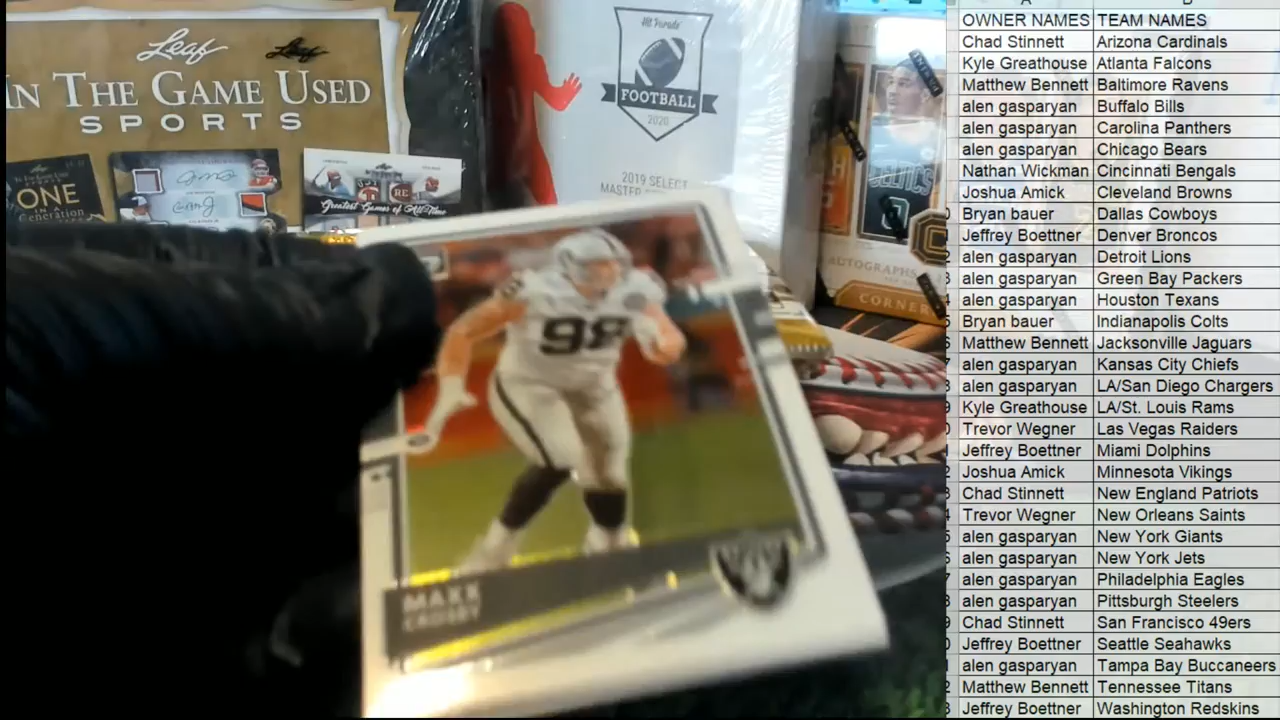 Leaf Leaf
IN THE GAME USED
SPORTS
ONE
Generation
Greatest Games of All-Time
Hit Parade
FOOTBALL
2020
2019 SELECT
CELTICS
0
AUTOGRAPHS
CORNER
98
MAXX
CROSBY
OWNER NAMES TEAM NAMES
Chad Stinnett Arizona Cardinals
Kyle Greathouse Atlanta Falcons
Matthew Bennett Baltimore Ravens
alen gasparyan Buffalo Bills
alen gasparyan Carolina Panthers
alen gasparyan Chicago Bears
Nathan Wickman Cincinnati Bengals
Joshua Amick Cleveland Browns
Bryan bauer Dallas Cowboys
Jeffrey Boettner Denver Broncos
alen gasparyan Detroit Lions
alen gasparyan Green Bay Packers
alen gasparyan Houston Texans
Bryan bauer Indianapolis Colts
Matthew Bennett Jacksonville Jaguars
alen gasparyan Kansas City Chiefs
alen gasparyan LA/San Diego Chargers
Kyle Greathouse LA/St. Louis Rams
Trevor Wegner Las Vegas Raiders
Jeffrey Boettner Miami Dolphins
Joshua Amick Minnesota Vikings
Chad Stinnett New England Patriots
Trevor Wegner New Orleans Saints
alen gasparyan New York Giants
alen gasparyan New York Jets
alen gasparyan Philadelphia Eagles
alen gasparyan Pittsburgh Steelers
Chad Stinnett San Francisco 49ers
Jeffrey Boettner Seattle Seahawks
alen gasparyan Tampa Bay Buccaneers
Matthew Bennett Tennessee Titans
Jeffrey Boettner Washington Redskins